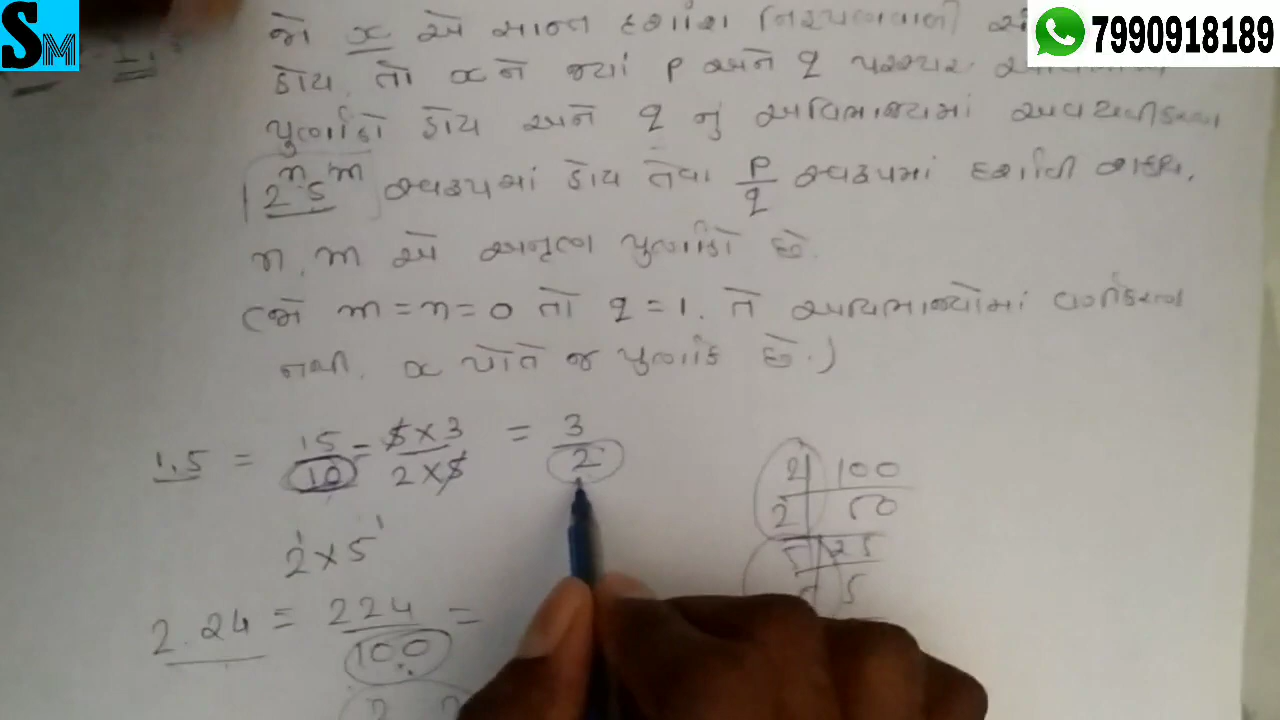 SM
7990918189
જો x એ સાન્ત દશાંશ નિરૂપણવાળી સં
હોય, તો x ને જ્યાં p અને q પરસ્પર
પુર્ણાંકો હોય અને q નું અવિભાજ્યમાં અવયવીકરણ
2ⁿ 5ᵐ સ્વરૂપમાં હોય તેવા p/q સ્વરૂપમાં દર્શાવી શકાય.
n, m એ અનૃણ પુર્ણાંકો છે.
(જો m = n = 0 તો q = 1. તે અવિભાજ્યોમાં
નથી. x પોતે જ પુર્ણાંક છે.)
1.5 = 15/10 = 5×3/2×5 = 3/2
2 100
2 50
5 25
5
2¹ × 5¹
2.24 = 224/100 =